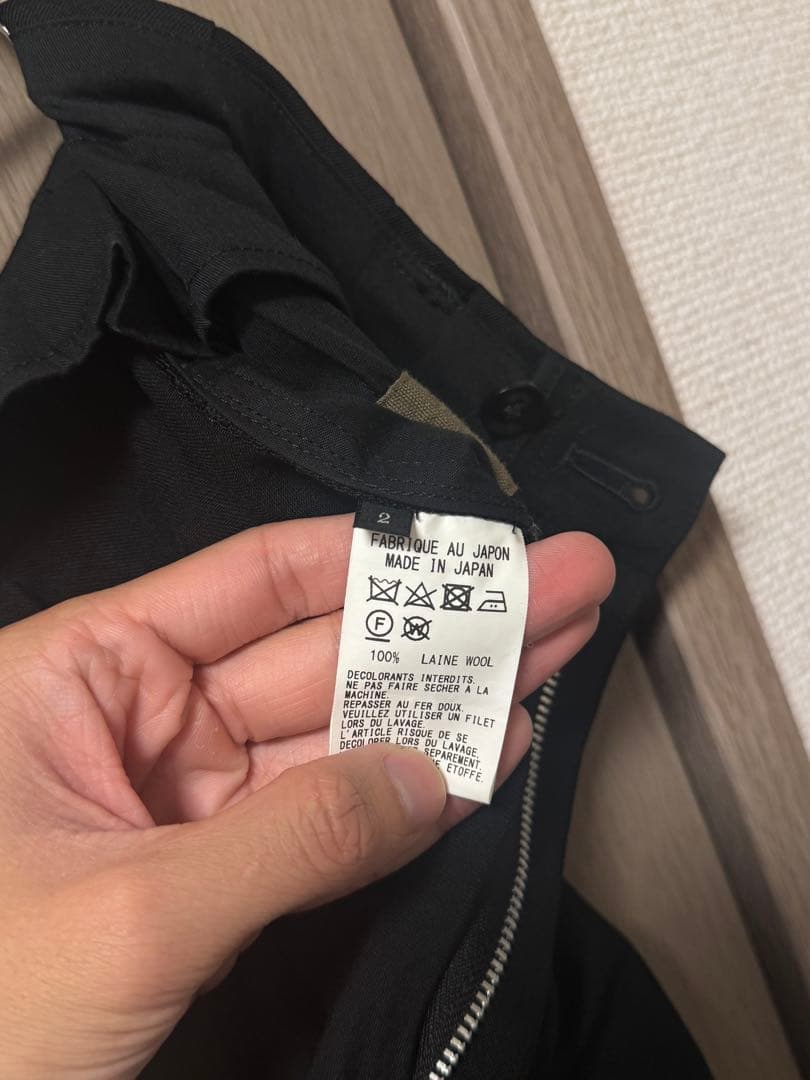 2
FABRIQUE AU JAPON
MADE IN JAPAN
F
W
100% LAINE WOOL
DECOLORANTS INTERDITS.
NE PAS FAIRE SECHER A LA
MACHINE.
REPASSER AU FER DOUX.
VEUILLEZ UTILISER UN FILET
LORS DU LAVAGE.
L'ARTICLE RISQUE DE SE
DECOLORER LORS DU LAVAGE.
SEPAREMENT.
ETOFFE.